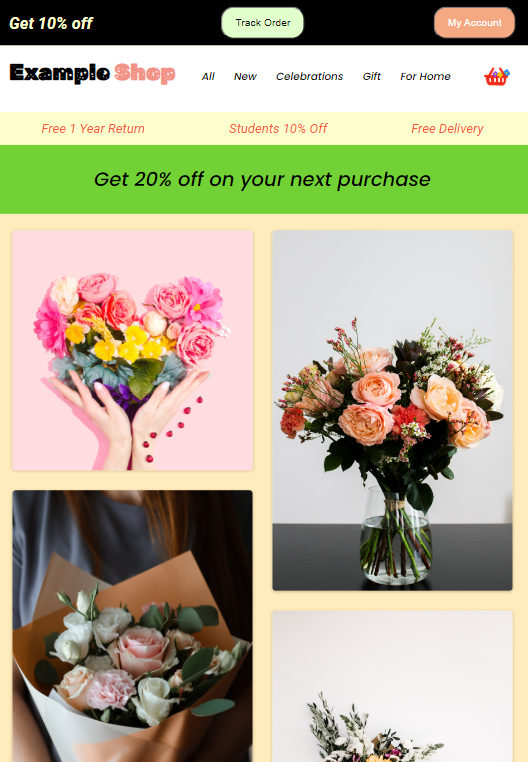 Get 10% off
Track Order
My Account
Example Shop
All
New
Celebrations
Gift
For Home
Free 1 Year Return
Students 10% Off
Free Delivery
Get 20% off on your next purchase